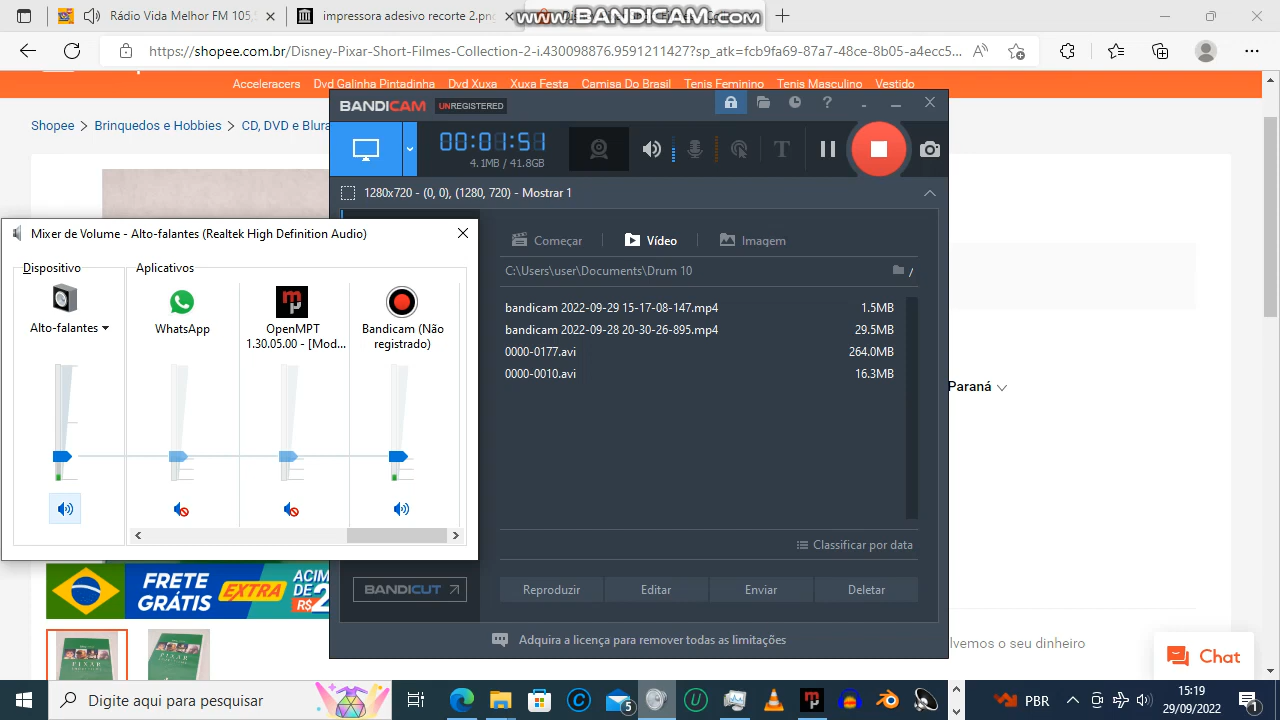 Rádio Vida Melhor FM 105,5
impressora adesivo recorte 2.png
www.BANDICAM.com
https://shopee.com.br/Disney-Pixar-Short-Filmes-Collection-2-i.430098876.9591211427?sp_atk=fcb9fa69-87a7-48ce-8b05-a4ecc5...
Acceleracers Dvd Galinha Pintadinha Dvd Xuxa Xuxa Festa Camisa Do Brasil Tenis Feminino Tenis Masculino Vestido
Shopee > Brinquedos e Hobbies > CD, DVD e Blura
BANDICAM UNREGISTERED
00:01:51
4.1MB / 41.8GB
1280x720 - (0, 0), (1280, 720) - Mostrar 1
Começar Vídeo Imagem
C:\Users\user\Documents\Drum 10
bandicam 2022-09-29 15-17-08-147.mp4 1.5MB
bandicam 2022-09-28 20-30-26-895.mp4 29.5MB
0000-0177.avi 264.0MB
0000-0010.avi 16.3MB
Classificar por data
BANDICUT
Reproduzir Editar Enviar Deletar
Adquira a licença para remover todas as limitações
Mixer de Volume - Alto-falantes (Realtek High Definition Audio)
Dispositivo Aplicativos
Alto-falantes
WhatsApp
OpenMPT
1.30.05.00 - [Mod...
Bandicam (Não
registrado)
Paraná
FRETE
GRÁTIS
EXTRA
ACIM
DE
R$2
lvemos o seu dinheiro
Chat
Digite aqui para pesquisar
5
PBR
15:19
29/09/2022
1